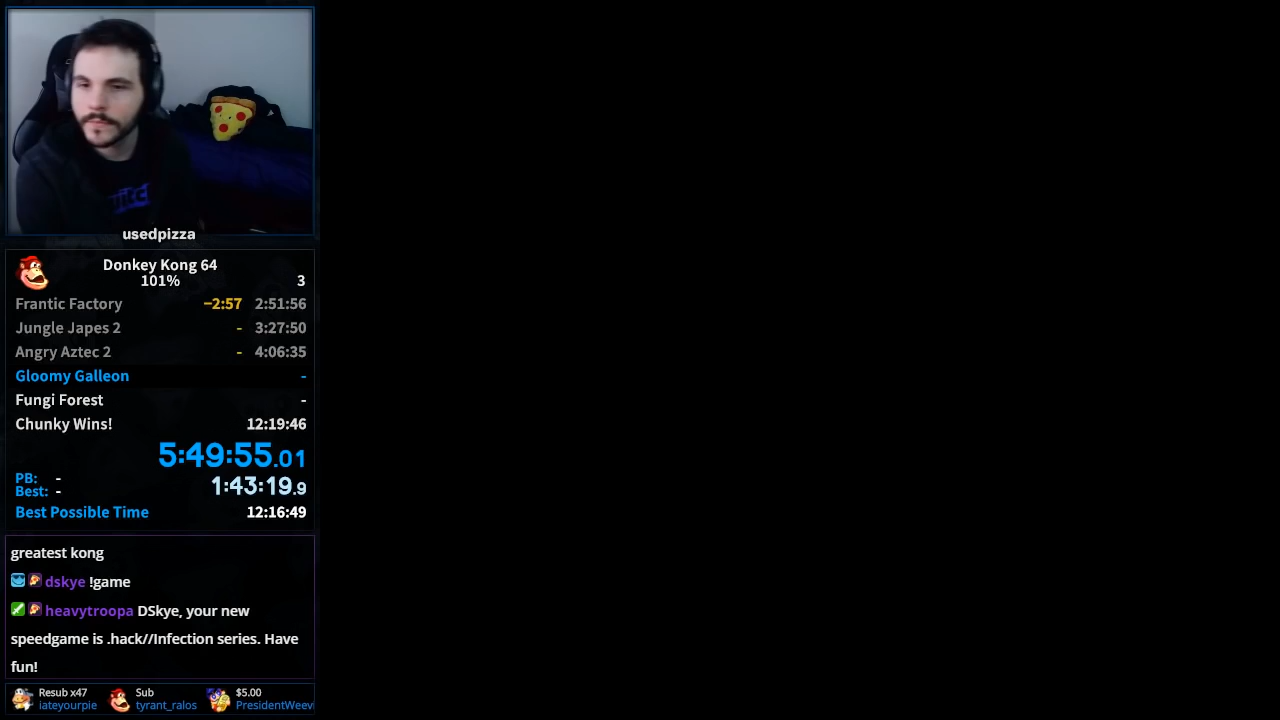 witch
usedpizza
Donkey Kong 64
101% 3
Frantic Factory −2:57 2:51:56
Jungle Japes 2 - 3:27:50
Angry Aztec 2 - 4:06:35
Gloomy Galleon -
Fungi Forest -
Chunky Wins! 12:19:46
5:49:55.01
PB: -
Best: - 1:43:19.9
Best Possible Time 12:16:49
greatest kong
dskye !game
heavytroopa DSkye, your new
speedgame is .hack//Infection series. Have
fun!
Resub x47 Sub $5.00
iateyourpie tyrant_ralos PresidentWeevi